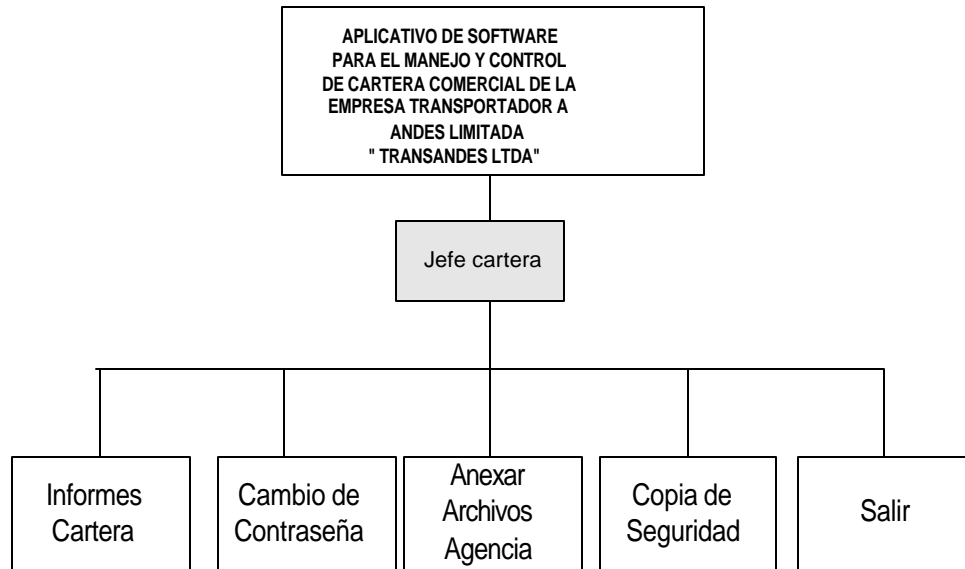 APLICATIVO DE SOFTWARE
PARA EL MANEJO Y CONTROL
DE CARTERA COMERCIAL DE LA
EMPRESA TRANSPORTADOR A
ANDES LIMITADA
" TRANSANDES LTDA"
Jefe cartera
Informes
Cartera
Cambio de
Contraseña
Anexar
Archivos
Agencia
Copia de
Seguridad
Salir